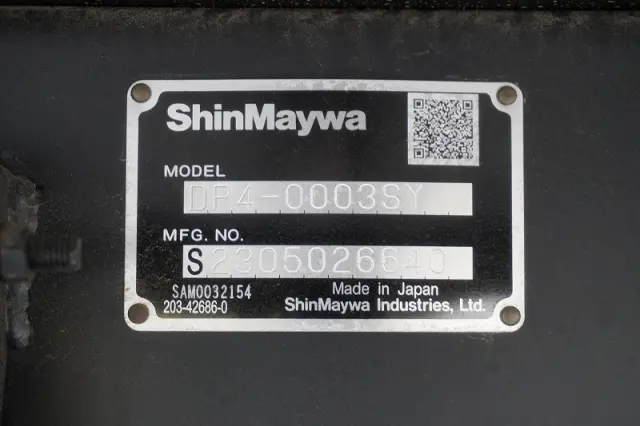 ShinMaywa
MODEL
DP4-0003SY
MFG. NO.
S2305026640
SAM0032154
Made in Japan
203-42686-0
ShinMaywa Industries, Ltd.